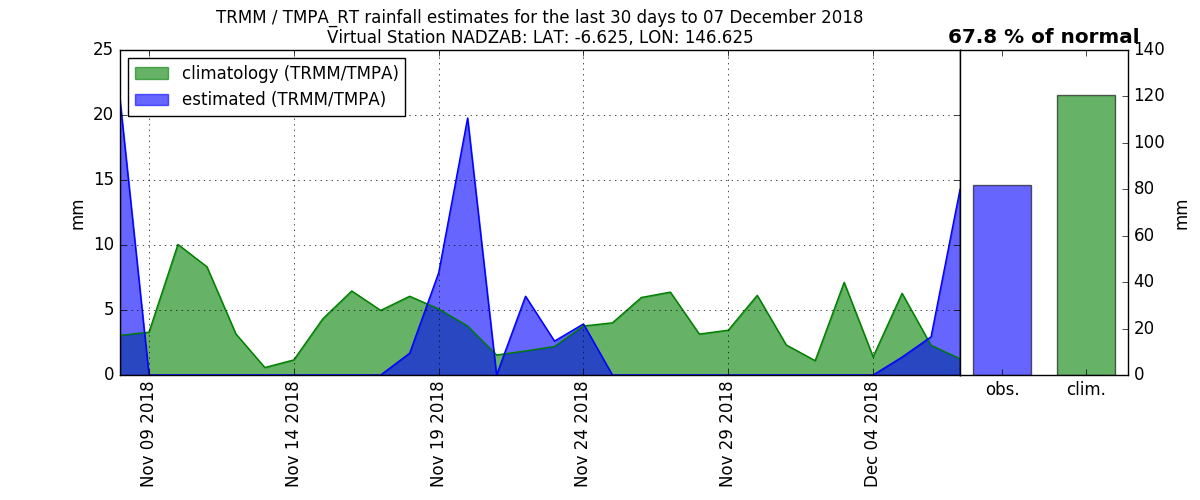 TRMM / TMPA_RT rainfall estimates for the last 30 days to 07 December 2018
Virtual Station NADZAB: LAT: -6.625, LON: 146.625
67.8 % of normal
climatology (TRMM/TMPA)
estimated (TRMM/TMPA)
25
20
15
10
5
0
mm
Nov 09 2018
Nov 14 2018
Nov 19 2018
Nov 24 2018
Nov 29 2018
Dec 04 2018
obs.
clim.
140
120
100
80
60
40
20
0
mm